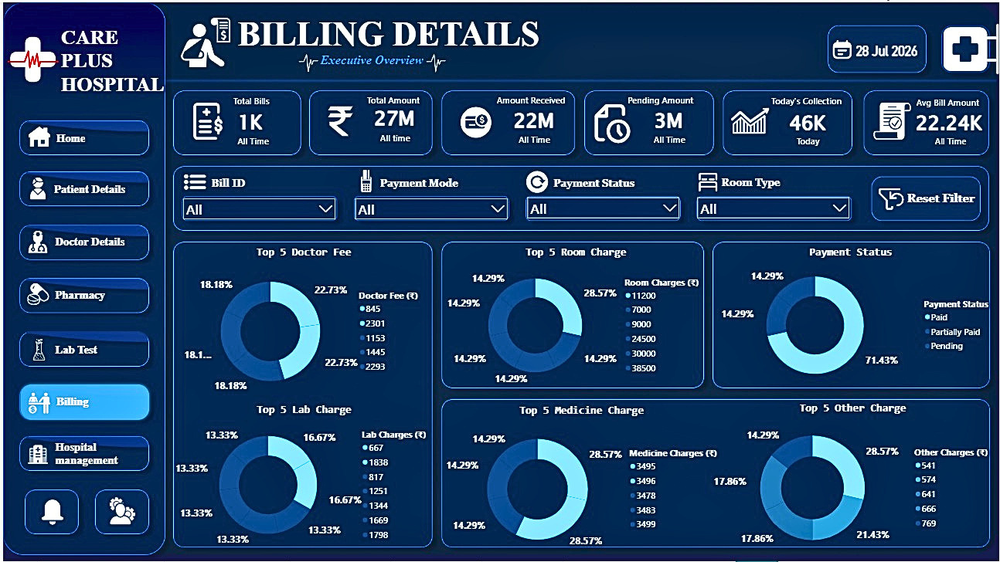 CARE
PLUS
HOSPITAL
Home
Patient Details
Doctor Details
Pharmacy
Lab Test
Billing
Hospital
management
BILLING DETAILS
Executive Overview
28 Jul 2026
Total Bills
1K
All Time
Total Amount
27M
All time
Amount Received
22M
All Time
Pending Amount
3M
All Time
Today's Collection
46K
Today
Avg Bill Amount
22.24K
All Time
Bill ID
All
Payment Mode
All
Payment Status
All
Room Type
All
Reset Filter
Top 5 Doctor Fee
18.18%
22.73%
18.1...
22.73%
18.18%
Doctor Fee (₹)
845
2301
1153
1445
2293
Top 5 Room Charge
14.29%
28.57%
14.29%
14.29%
14.29%
14.29%
Room Charges (₹)
11200
7000
9000
24500
30000
38500
Payment Status
14.29%
14.29%
71.43%
Payment Status
Paid
Partially Paid
Pending
Top 5 Lab Charge
13.33%
16.67%
13.33%
16.67%
13.33%
13.33%
13.33%
Lab Charges (₹)
667
1838
817
1251
1344
1669
1798
Top 5 Medicine Charge
14.29%
28.57%
14.29%
14.29%
28.57%
Medicine Charges (₹)
3495
3496
3478
3483
3499
Top 5 Other Charge
14.29%
28.57%
17.86%
17.86%
21.43%
Other Charges (₹)
541
574
641
666
769